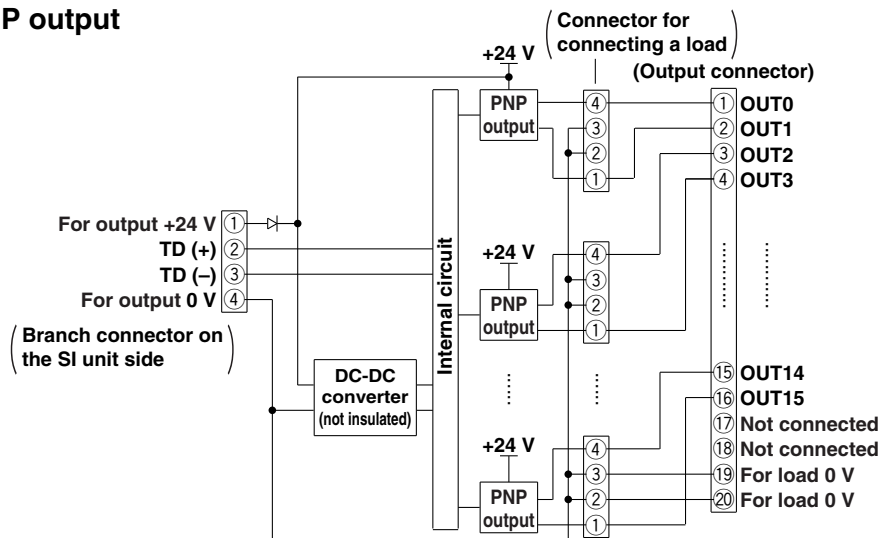 P output
Connector for
connecting a load
(Output connector)
+24 V
PNP
output
④
③
②
①
① OUT0
② OUT1
③ OUT2
④ OUT3
For output +24 V ①
TD (+) ②
TD (–) ③
For output 0 V ④
(Branch connector on
the SI unit side)
Internal circuit
+24 V
PNP
output
④
③
②
①
DC-DC
converter
(not insulated)
⑮ OUT14
⑯ OUT15
⑰ Not connected
⑱ Not connected
⑲ For load 0 V
⑳ For load 0 V
+24 V
PNP
output
④
③
②
①